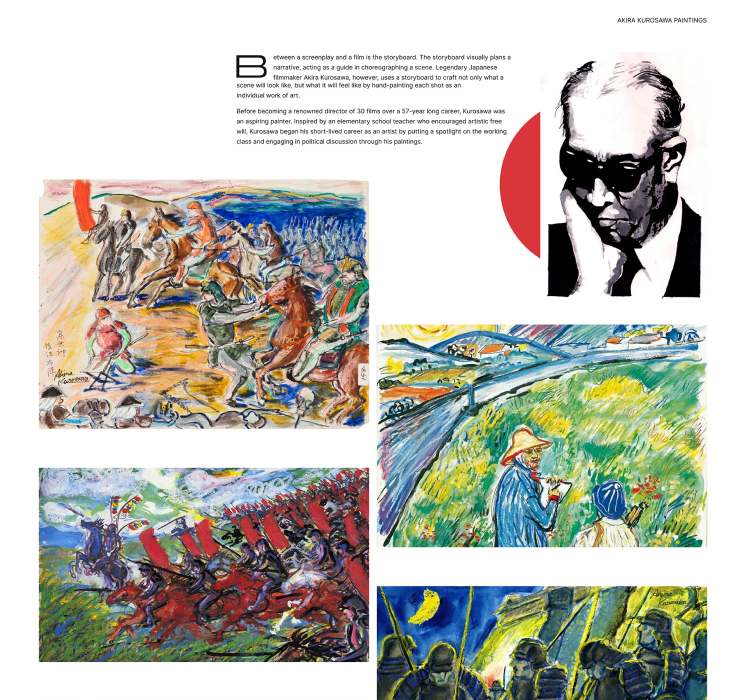 AKIRA KUROSAWA PAINTINGS
Between a screenplay and a film is the storyboard. The storyboard visually plans a
narrative, acting as a guide in choreographing a scene. Legendary Japanese
filmmaker Akira Kurosawa, however, uses a storyboard to craft not only what a
scene will look like, but what it will feel like by hand-painting each shot as an
individual work of art.
Before becoming a renowned director of 30 films over a 57-year long career, Kurosawa was
an aspiring painter. Inspired by an elementary school teacher who encouraged artistic free
will, Kurosawa began his short-lived career as an artist by putting a spotlight on the working
class and engaging in political discussion through his paintings.
Akira
Kurosawa